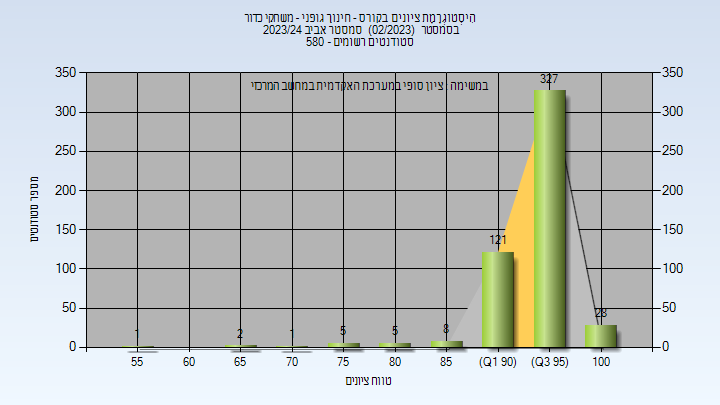 היסטוגרמת ציונים בקורס - חינוך גופני - משחקי כדור
בסמסטר (02/2023) סמסטר אביב 2023/24
סטודנטים רשומים - 580
במשימה : ציון סופי במערכת האקדמית במחשב המרכזי
מספר סטודנטים
350 300 250 200 150 100 50 0
350 300 250 200 150 100 50 0
1 2 1 5 5 8 121 327 28
55 60 65 70 75 80 85 (Q1 90) (Q3 95) 100
טווח ציונים